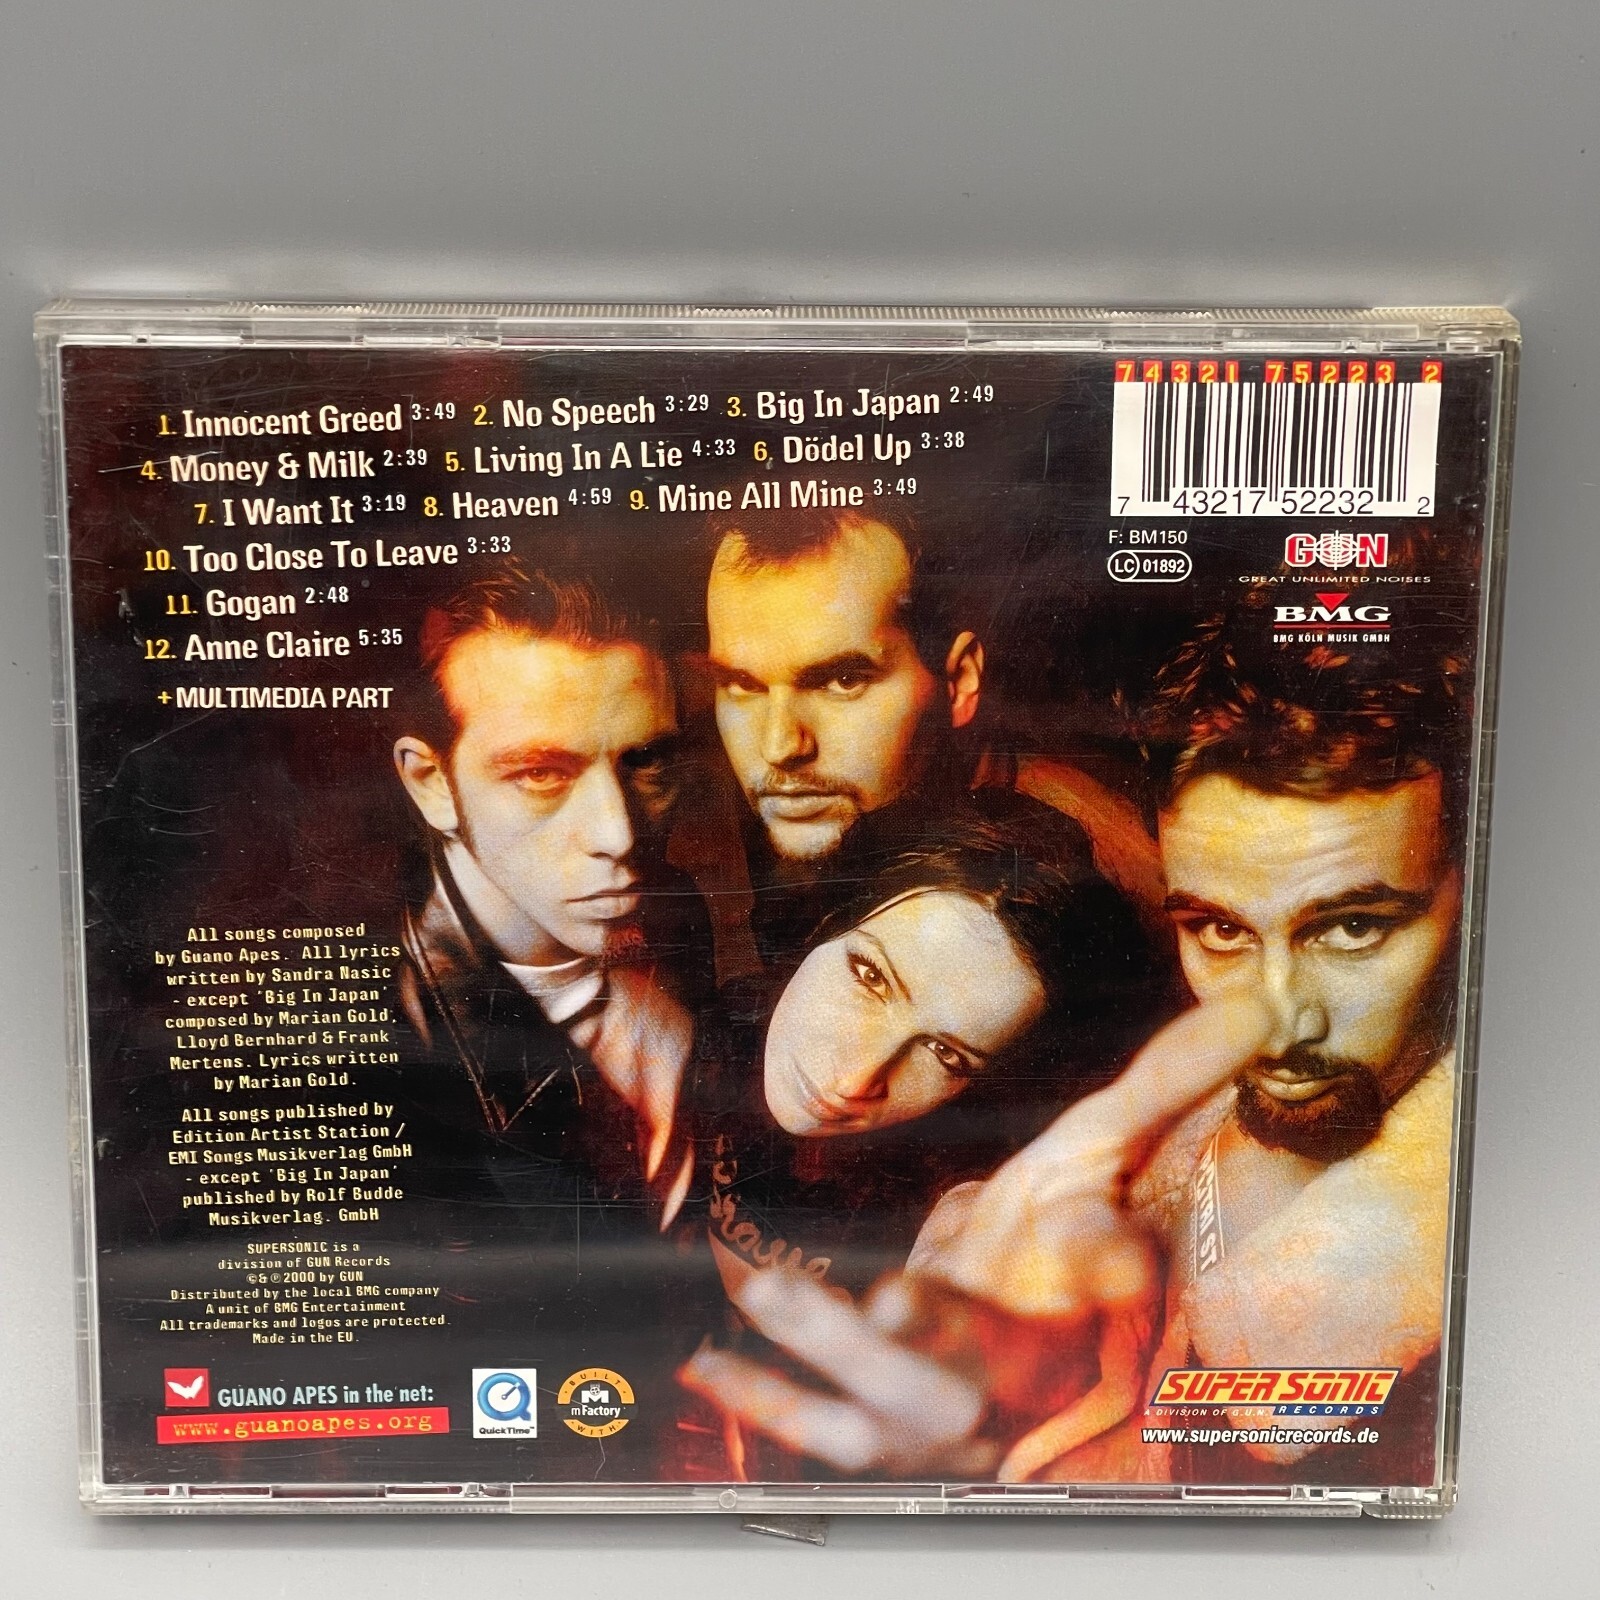 1. Innocent Greed 3:49 2. No Speech 3:29 3. Big In Japan 2:49
4. Money & Milk 2:39 5. Living In A Lie 4:33 6. Dödel Up 3:38
7. I Want It 3:19 8. Heaven 4:59 9. Mine All Mine 3:49
10. Too Close To Leave 3:33
11. Gogan 2:48
12. Anne Claire 5:35
+ MULTIMEDIA PART
74321 75223 2
7 43217 52232 2
F: BM150
LC 01892
GUN
GREAT UNLIMITED NOISES
BMG
BMG KÖLN MUSIK GMBH
All songs composed
by Guano Apes. All lyrics
written by Sandra Nasic
- except 'Big In Japan'
composed by Marian Gold,
Lloyd Bernhard & Frank
Mertens. Lyrics written
by Marian Gold.
All songs published by
Edition Artist Station /
EMI Songs Musikverlag GmbH
- except 'Big In Japan'
published by Rolf Budde
Musikverlag. GmbH
SUPERSONIC is a
division of GUN Records
©& ℗ 2000 by GUN
Distributed by the local BMG company
A unit of BMG Entertainment
All trademarks and logos are protected.
Made in the EU.
GUANO APES in the net:
www.guanoapes.org
QuickTime™
BUILT
M
mFactory
WITH
SUPER SONIC
A DIVISION OF G.U.N. RECORDS
www.supersonicrecords.de